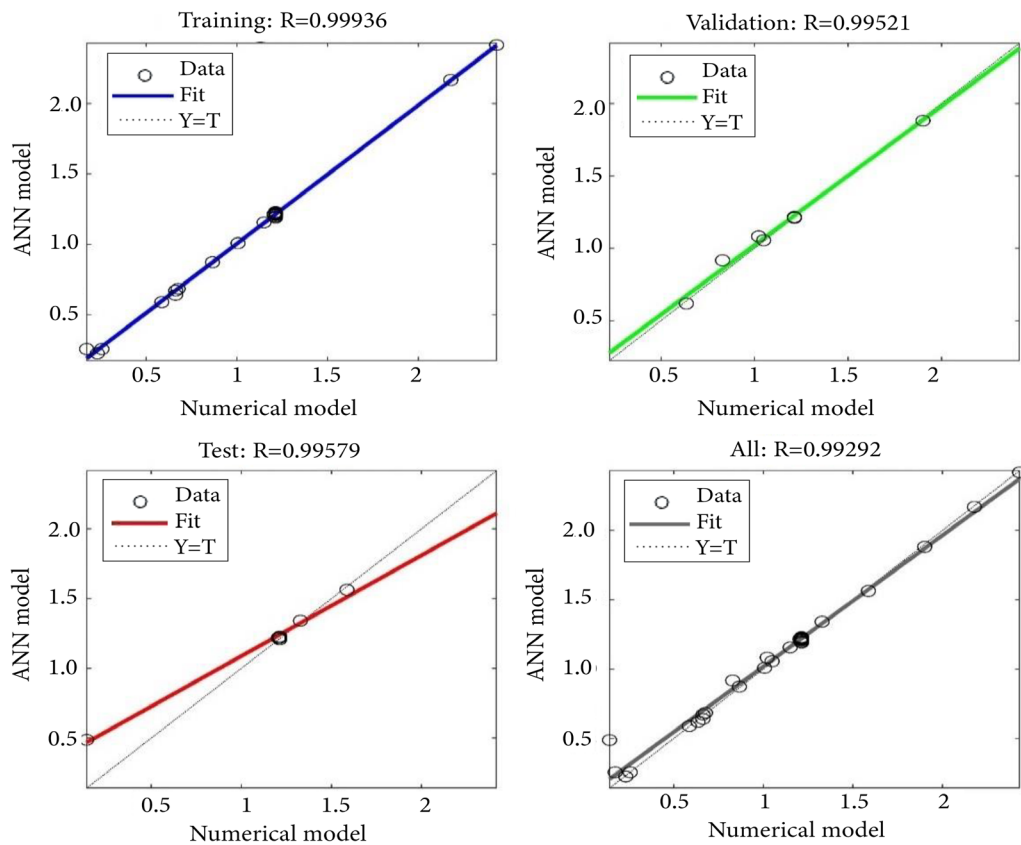 Training: R=0.99936
Data
Fit
Y=T
2.0
1.5
1.0
0.5
ANN model
0.5 1 1.5 2
Numerical model
Validation: R=0.99521
Data
Fit
Y=T
2.0
1.5
1.0
0.5
ANN model
0.5 1 1.5 2
Numerical model
Test: R=0.99579
Data
Fit
Y=T
2.0
1.5
1.0
0.5
ANN model
0.5 1 1.5 2
Numerical model
All: R=0.99292
Data
Fit
Y=T
2.0
1.5
1.0
0.5
ANN model
0.5 1 1.5 2
Numerical model